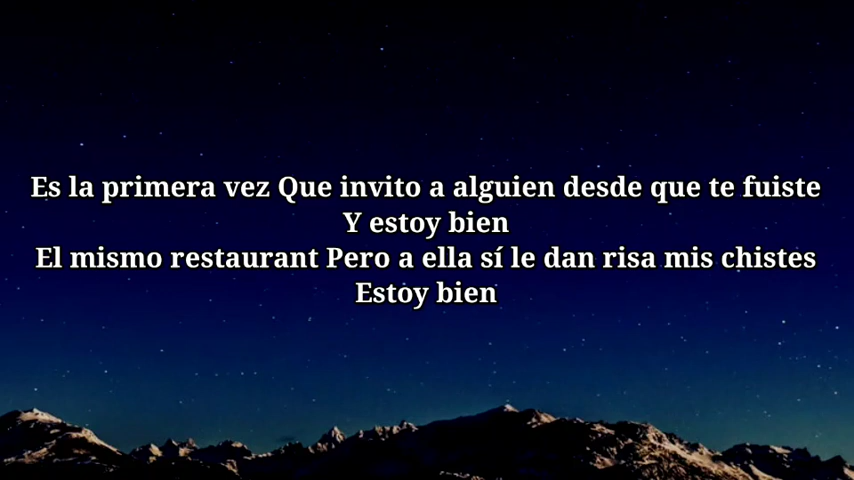 Es la primera vez Que invito a alguien desde que te fuiste
Y estoy bien
El mismo restaurant Pero a ella sí le dan risa mis chistes
Estoy bien